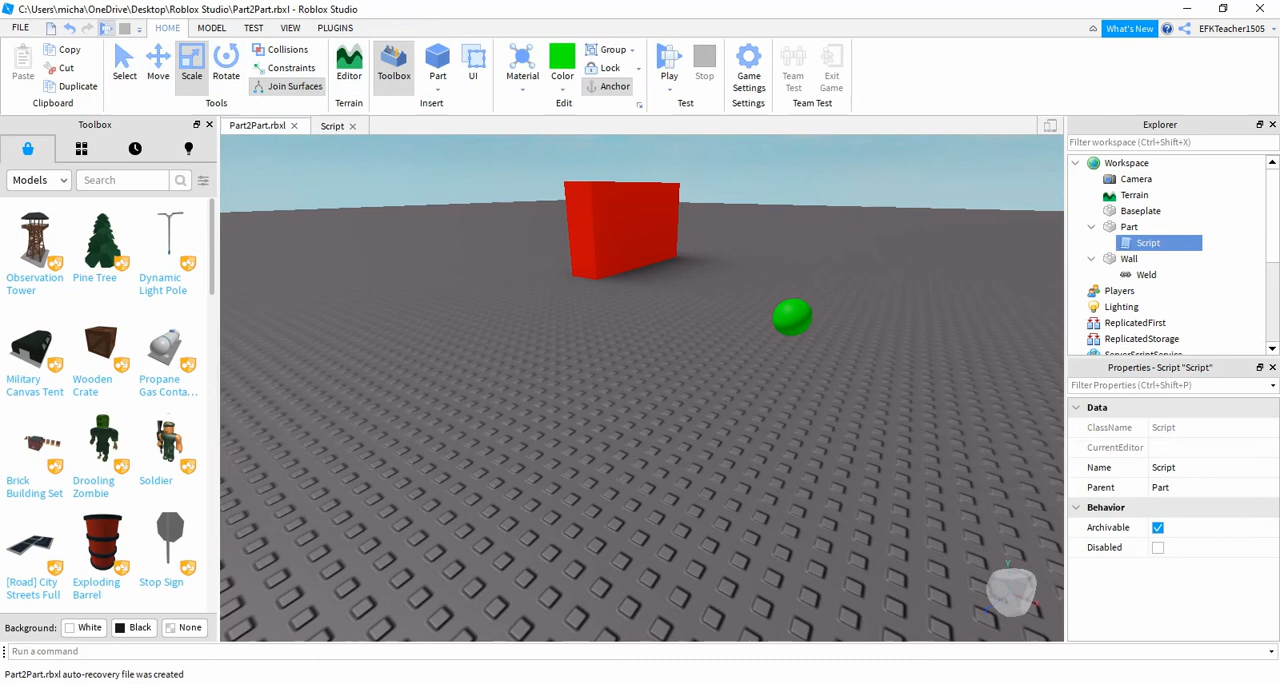 C:\Users\micha\OneDrive\Desktop\Roblox Studio\Part2Part.rbxl - Roblox Studio
FILE
HOME
MODEL
TEST
VIEW
PLUGINS
What's New
EFKTeacher1505
Paste
Copy
Cut
Duplicate
Clipboard
Select
Move
Scale
Rotate
Collisions
Constraints
Join Surfaces
Tools
Editor
Terrain
Toolbox
Part
UI
Insert
Material
Color
Group
Lock
Anchor
Edit
Play
Stop
Test
Game
Settings
Settings
Team
Test
Exit
Game
Team Test
Toolbox
Models
Search
Observation
Tower
Pine Tree
Dynamic
Light Pole
Military
Canvas Tent
Wooden
Crate
Propane
Gas Conta...
Brick
Building Set
Drooling
Zombie
Soldier
[Road] City
Streets Full
Exploding
Barrel
Stop Sign
Background:
White
Black
None
Part2Part.rbxl
Script
Y
Explorer
Filter workspace (Ctrl+Shift+X)
Workspace
Camera
Terrain
Baseplate
Part
Script
Wall
Weld
Players
Lighting
ReplicatedFirst
ReplicatedStorage
ServerScriptService
Properties - Script "Script"
Filter Properties (Ctrl+Shift+P)
Data
ClassName Script
CurrentEditor
Name Script
Parent Part
Behavior
Archivable
Disabled
Run a command
Part2Part.rbxl auto-recovery file was created